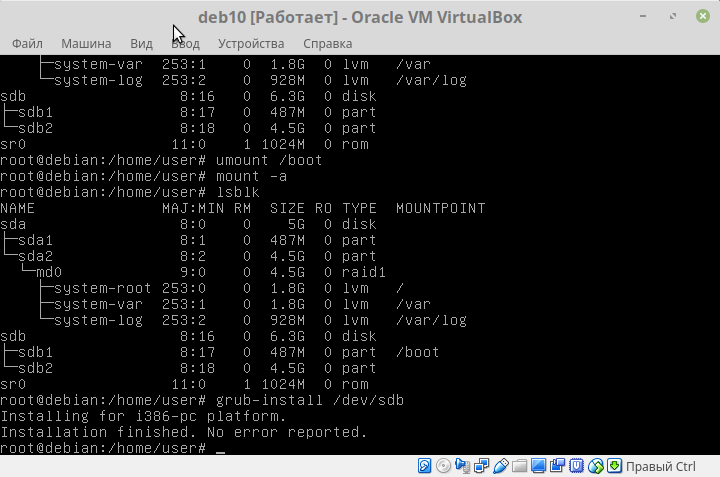 deb10 [Работает] - Oracle VM VirtualBox
Файл Машина Вид Ввод Устройства Справка
  ├─system-var  253:1    0  1.8G  0 lvm   /var
  └─system-log  253:2    0  928M  0 lvm   /var/log
sdb               8:16   0  6.3G  0 disk
├─sdb1            8:17   0  487M  0 part
└─sdb2            8:18   0  4.5G  0 part
sr0              11:0    1 1024M  0 rom
root@debian:/home/user# umount /boot
root@debian:/home/user# mount -a
root@debian:/home/user# lsblk
NAME            MAJ:MIN RM  SIZE RO TYPE  MOUNTPOINT
sda               8:0    0    5G  0 disk
├─sda1            8:1    0  487M  0 part
└─sda2            8:2    0  4.5G  0 part
  └─md0           9:0    0  4.5G  0 raid1
    ├─system-root 253:0    0  1.8G  0 lvm   /
    ├─system-var  253:1    0  1.8G  0 lvm   /var
    └─system-log  253:2    0  928M  0 lvm   /var/log
sdb               8:16   0  6.3G  0 disk
├─sdb1            8:17   0  487M  0 part  /boot
└─sdb2            8:18   0  4.5G  0 part
sr0              11:0    1 1024M  0 rom
root@debian:/home/user# grub-install /dev/sdb
Installing for i386-pc platform.
Installation finished. No error reported.
root@debian:/home/user# _
Правый Ctrl